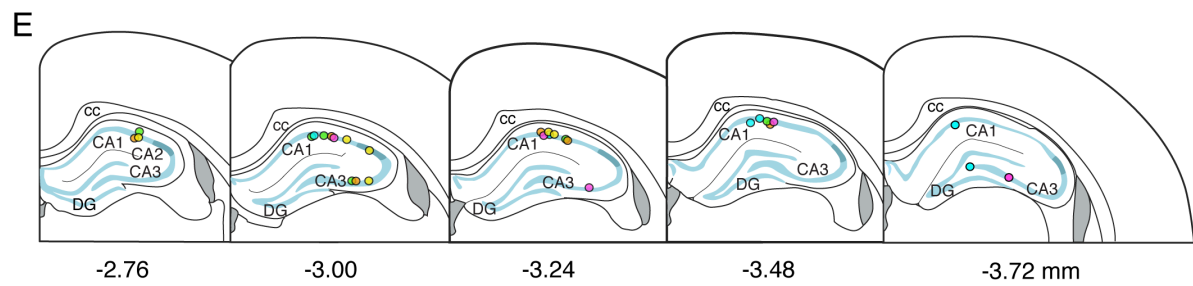 E
cc
CA1
CA2
CA3
DG
cc
CA1
CA3
DG
cc
CA1
CA3
DG
cc
CA1
CA3
DG
cc
CA1
CA3
DG
-2.76
-3.00
-3.24
-3.48
-3.72 mm